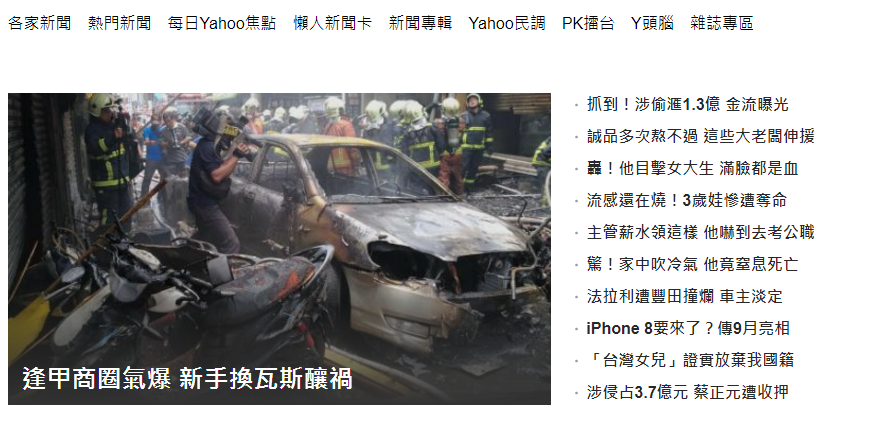 各家新聞 熱門新聞 每日Yahoo焦點 懶人新聞卡 新聞專輯 Yahoo民調 PK擂台 Y頭腦 雜誌專區
逢甲商圈氣爆 新手換瓦斯釀禍
抓到！涉偷滙1.3億 金流曝光
誠品多次熬不過 這些大老闆伸援
轟！他目擊女大生 滿臉都是血
流感還在燒！3歲娃慘遭奪命
主管薪水領這樣 他嚇到去考公職
驚！家中吹冷氣 他竟窒息死亡
法拉利遭豐田撞爛 車主淡定
iPhone 8要來了？傳9月亮相
「台灣女兒」證實放棄我國籍
涉侵占3.7億元 蔡正元遭收押